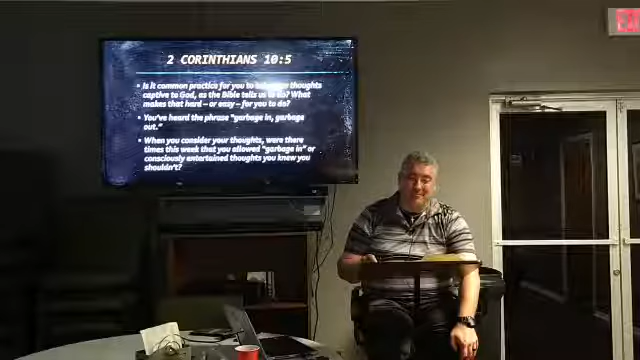 2 CORINTHIANS 10:5
• Is it common practice for you to thoughts
captive to God, as the Bible tells us to do? What
makes that hard – or easy – for you to do?
• You've heard the phrase “garbage in, garbage
out.”
• When you consider your thoughts, were there
times this week that you allowed “garbage in” or
consciously entertained thoughts you knew you
shouldn't?